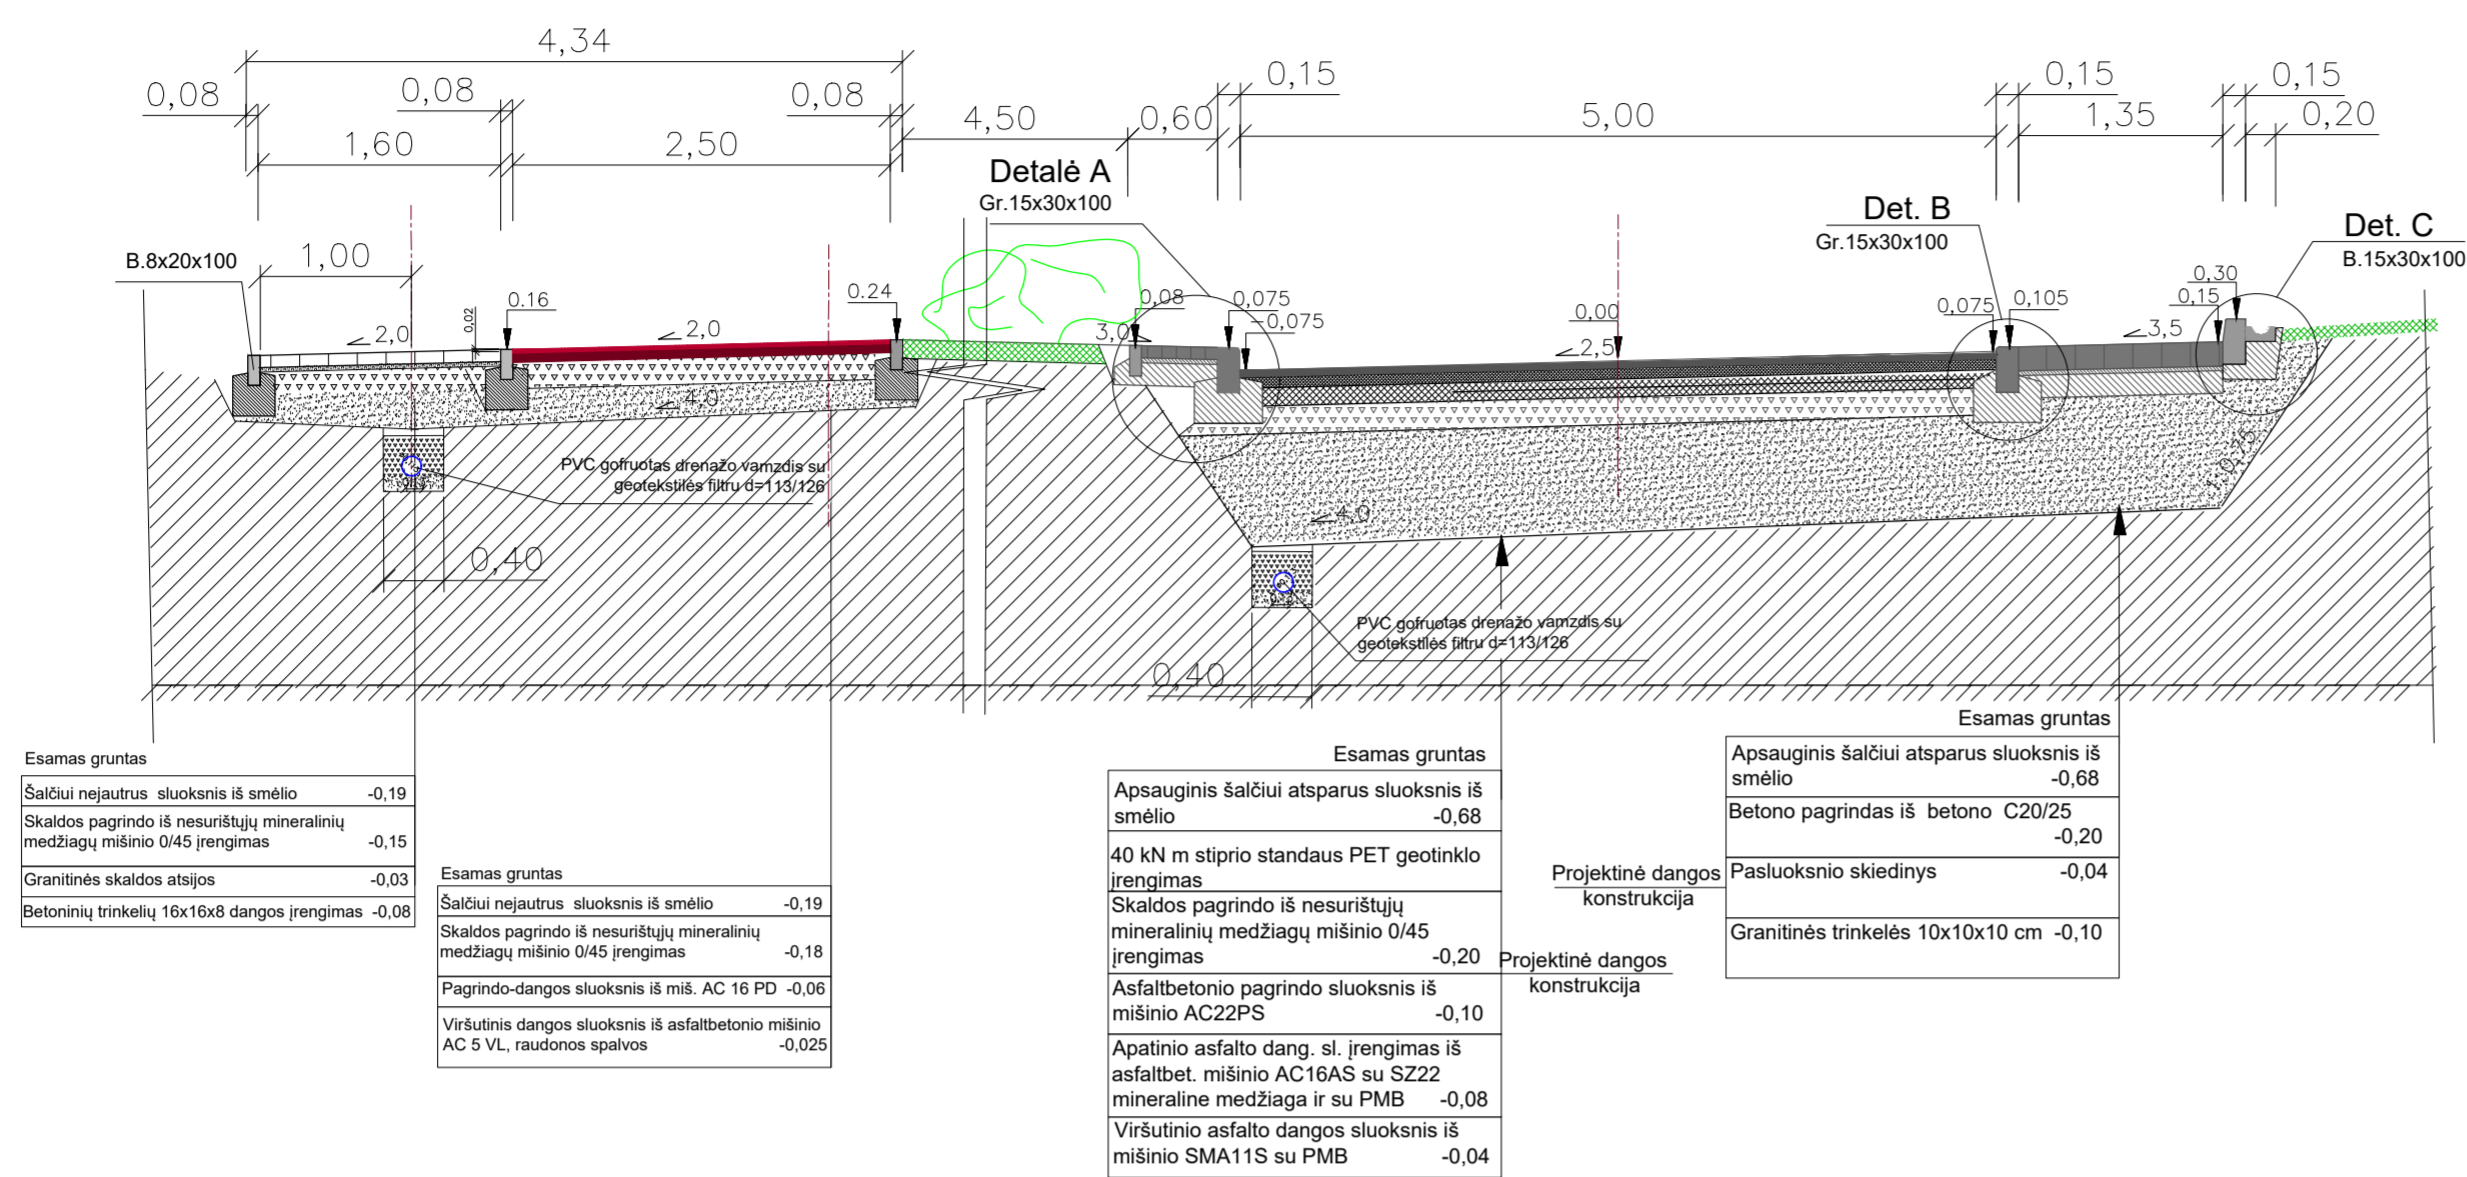 4,34
0,08
0,08
0,08
1,60
2,50
4,50
0,60
0,15
5,00
0,15
1,35
0,15
0,20
Detalė A
Gr.15x30x100
Det. B
Gr.15x30x100
Det. C
B.15x30x100
B.8x20x100
1,00
0.16
0.24
0,02
2,0
2,0
4,0
3,0
0,08
0,075
-0,075
0,00
2,5
0,075
0,105
0,30
0,15
3,5
1:0,75
4,0
PVC gofruotas drenažo vamzdis su
geotekstilės filtru d=113/126
0,40
PVC gofruotas drenažo vamzdis su
geotekstilės filtru d=113/126
0,40
Esamas gruntas
Šalčiui nejautrus sluoksnis iš smėlio -0,19
Skaldos pagrindo iš nesurištųjų mineralinių
medžiagų mišinio 0/45 įrengimas -0,15
Granitinės skaldos atsijos -0,03
Betoninių trinkelių 16x16x8 dangos įrengimas -0,08
Esamas gruntas
Šalčiui nejautrus sluoksnis iš smėlio -0,19
Skaldos pagrindo iš nesurištųjų mineralinių
medžiagų mišinio 0/45 įrengimas -0,18
Pagrindo-dangos sluoksnis iš miš. AC 16 PD -0,06
Viršutinis dangos sluoksnis iš asfaltbetonio mišinio
AC 5 VL, raudonos spalvos -0,025
Esamas gruntas
Apsauginis šalčiui atsparus sluoksnis iš
smėlio -0,68
40 kN m stiprio standaus PET geotinklo
įrengimas
Skaldos pagrindo iš nesurištųjų
mineralinių medžiagų mišinio 0/45
įrengimas -0,20
Asfaltbetonio pagrindo sluoksnis iš
mišinio AC22PS -0,10
Apatinio asfalto dang. sl. įrengimas iš
asfaltbet. mišinio AC16AS su SZ22
mineraline medžiaga ir su PMB -0,08
Viršutinio asfalto dangos sluoksnis iš
mišinio SMA11S su PMB -0,04
Projektinė dangos
konstrukcija
Projektinė dangos
konstrukcija
Esamas gruntas
Apsauginis šalčiui atsparus sluoksnis iš
smėlio -0,68
Betono pagrindas iš betono C20/25
-0,20
Pasluoksnio skiedinys -0,04
Granitinės trinkelės 10x10x10 cm -0,10